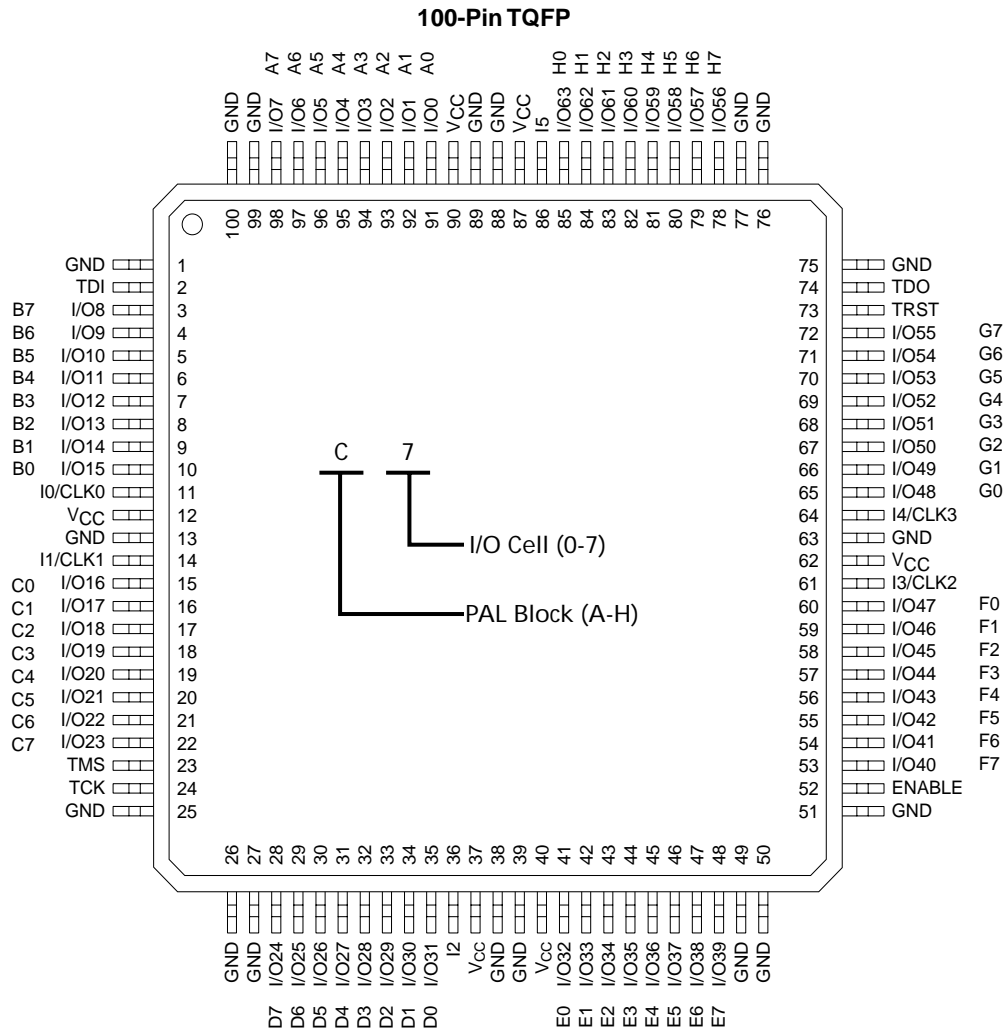 100-Pin TQFP
A7 A6 A5 A4 A3 A2 A1 A0 H0 H1 H2 H3 H4 H5 H6 H7
GND GND I/O7 I/O6 I/O5 I/O4 I/O3 I/O2 I/O1 I/O0 VCC GND GND VCC I5 I/O63 I/O62 I/O61 I/O60 I/O59 I/O58 I/O57 I/O56 GND GND
100 99 98 97 96 95 94 93 92 91 90 89 88 87 86 85 84 83 82 81 80 79 78 77 76
GND 1 75 GND
TDI 2 74 TDO
B7 I/O8 3 73 TRST
B6 I/O9 4 72 I/O55 G7
B5 I/O10 5 71 I/O54 G6
B4 I/O11 6 70 I/O53 G5
B3 I/O12 7 69 I/O52 G4
B2 I/O13 8 68 I/O51 G3
B1 I/O14 9 67 I/O50 G2
B0 I/O15 10 66 I/O49 G1
I0/CLK0 11 65 I/O48 G0
VCC 12 64 I4/CLK3
GND 13 63 GND
I1/CLK1 14 62 VCC
C0 I/O16 15 61 I3/CLK2
C1 I/O17 16 60 I/O47 F0
C2 I/O18 17 59 I/O46 F1
C3 I/O19 18 58 I/O45 F2
C4 I/O20 19 57 I/O44 F3
C5 I/O21 20 56 I/O43 F4
C6 I/O22 21 55 I/O42 F5
C7 I/O23 22 54 I/O41 F6
TMS 23 53 I/O40 F7
TCK 24 52 ENABLE
GND 25 51 GND
C 7
I/O Cell (0-7)
PAL Block (A-H)
26 27 28 29 30 31 32 33 34 35 36 37 38 39 40 41 42 43 44 45 46 47 48 49 50
GND GND I/O24 I/O25 I/O26 I/O27 I/O28 I/O29 I/O30 I/O31 I2 Vcc GND GND Vcc I/O32 I/O33 I/O34 I/O35 I/O36 I/O37 I/O38 I/O39 GND GND
D7 D6 D5 D4 D3 D2 D1 D0 E0 E1 E2 E3 E4 E5 E6 E7